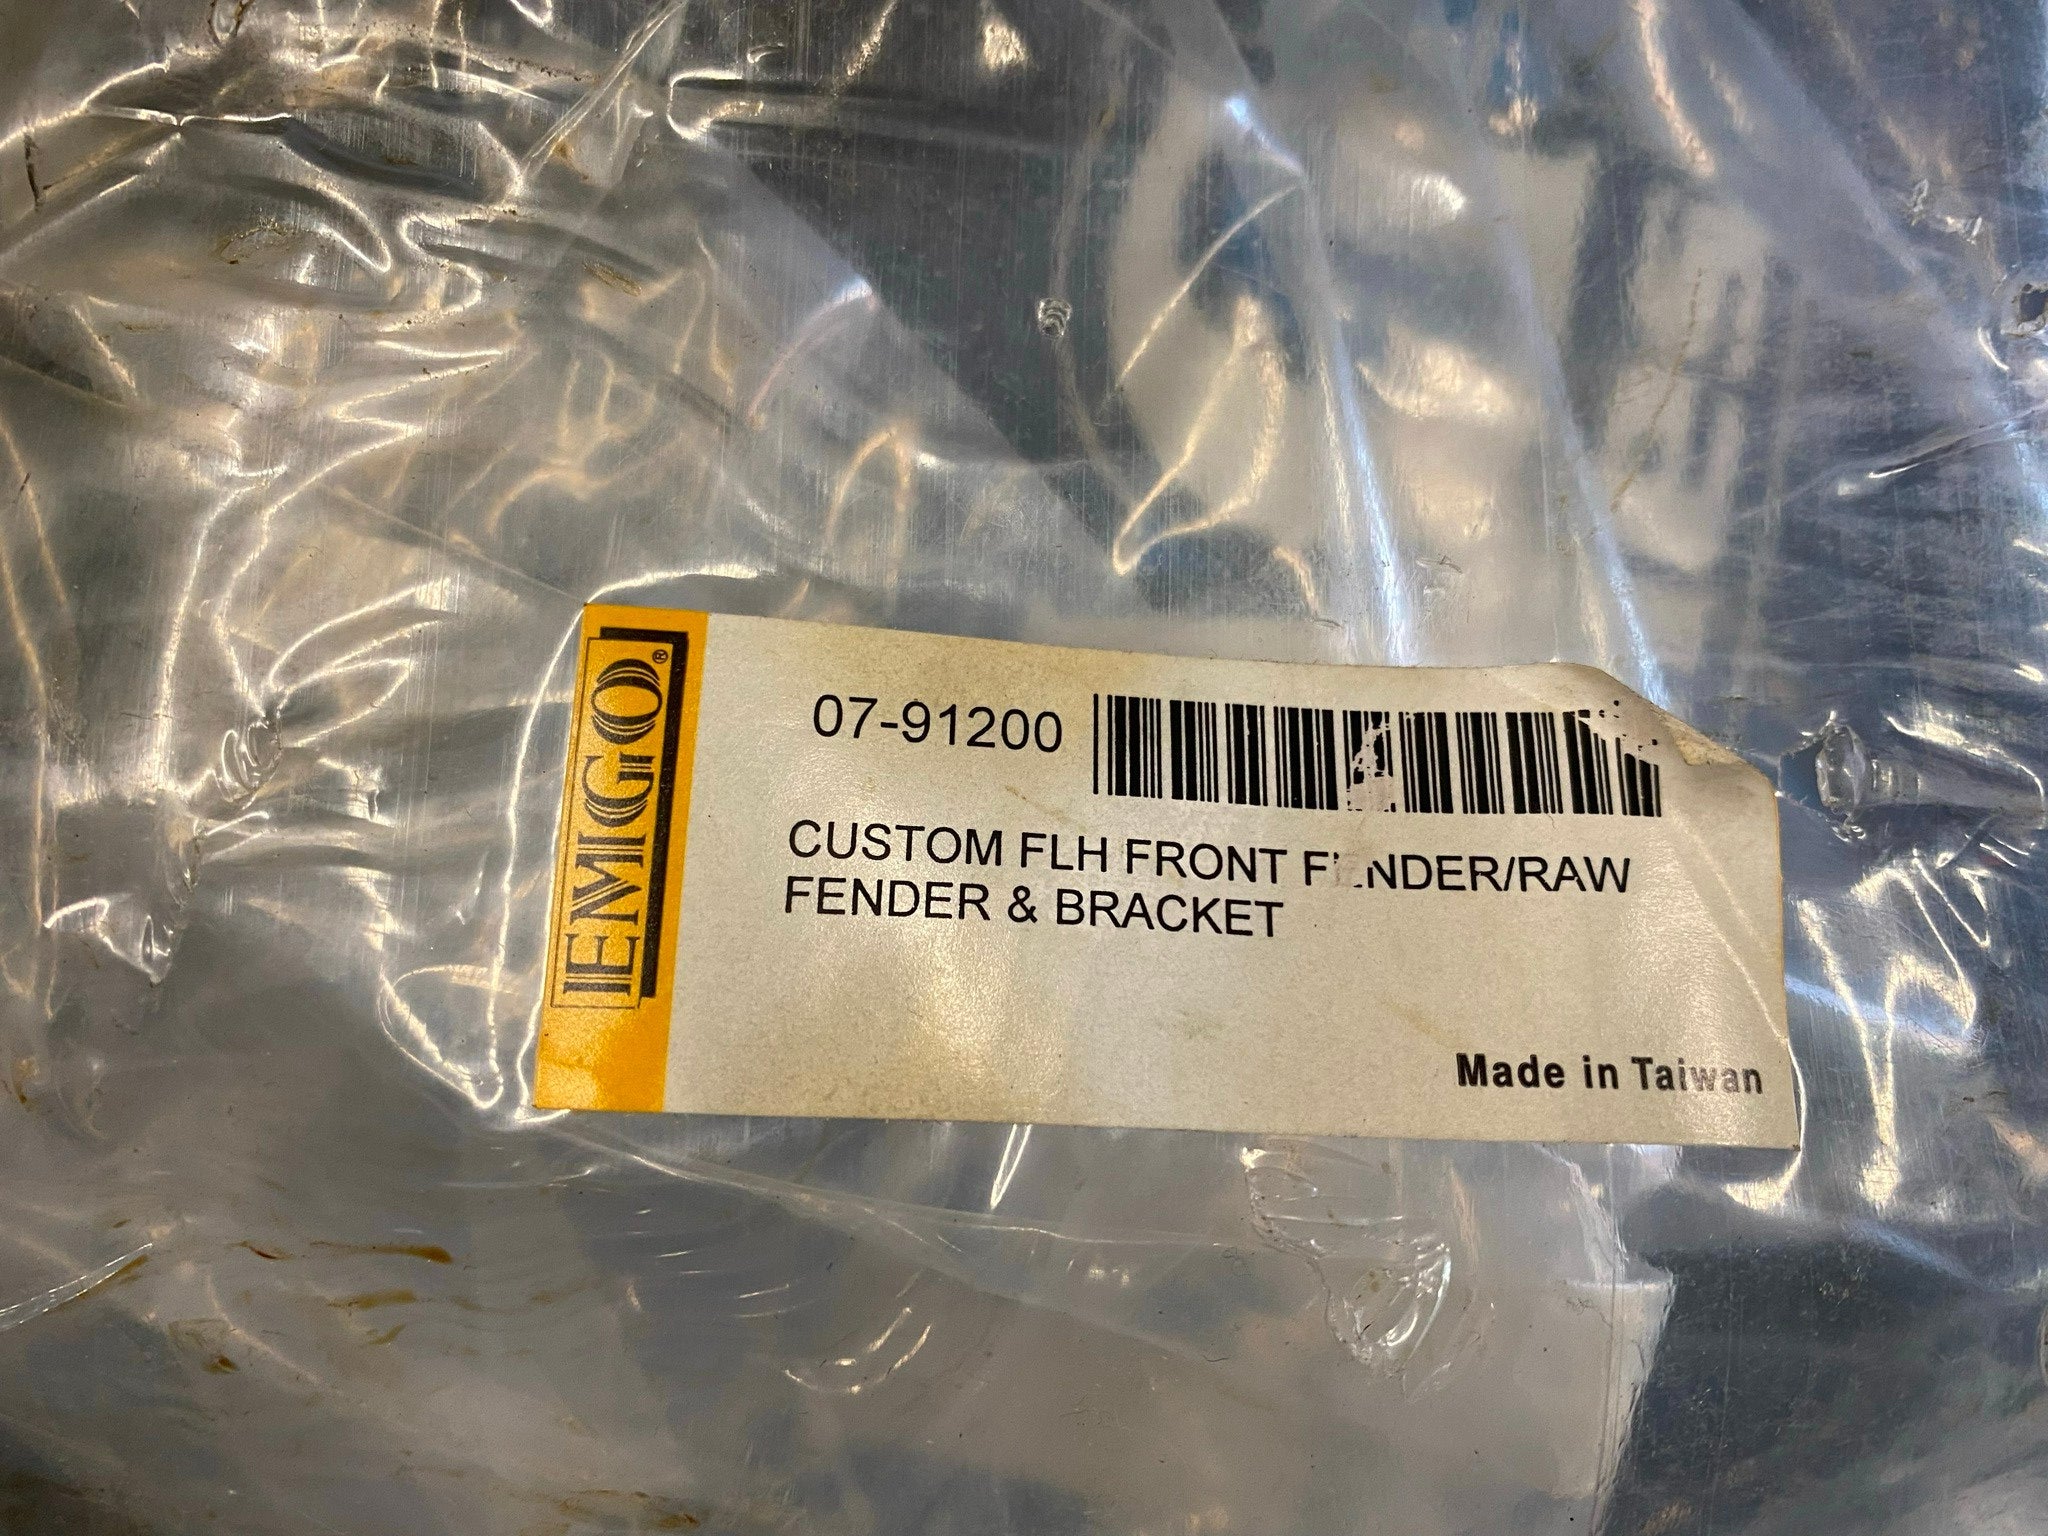 EMGO®
07-91200
CUSTOM FLH FRONT FENDER/RAW
FENDER & BRACKET
Made in Taiwan